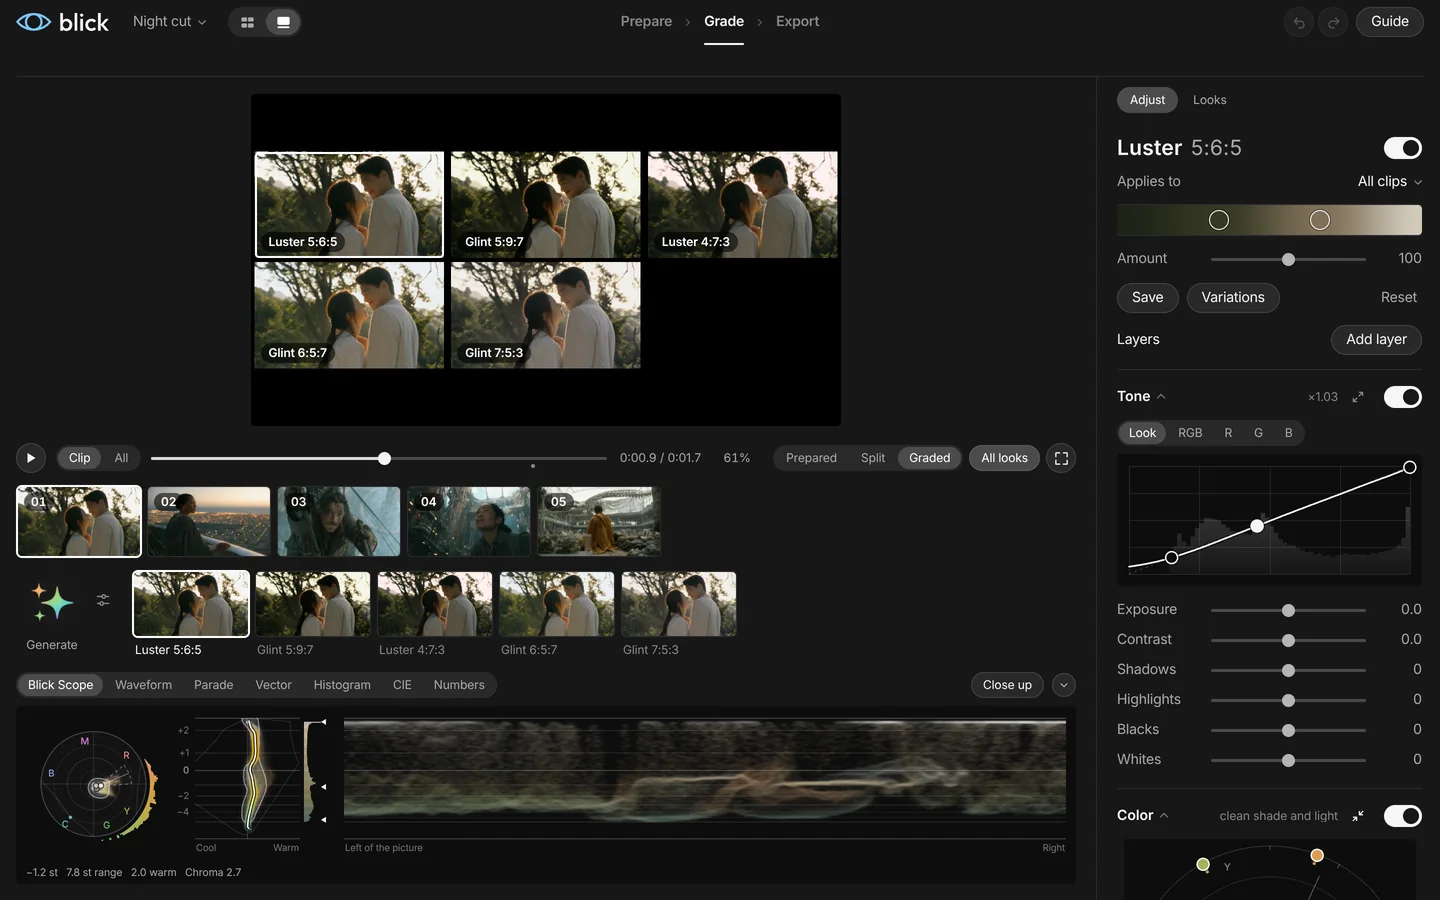 blick
Night cut
Prepare
Grade
Export
Guide
Luster 5:6:5
Glint 5:9:7
Luster 4:7:3
Glint 6:5:7
Glint 7:5:3
Clip
All
0:00.9 / 0:01.7
61%
Prepared
Split
Graded
All looks
01
02
03
04
05
Generate
Luster 5:6:5
Glint 5:9:7
Luster 4:7:3
Glint 6:5:7
Glint 7:5:3
Blick Scope
Waveform
Parade
Vector
Histogram
CIE
Numbers
Close up
M
R
B
Y
C
G
+2
+1
0
−2
−4
Cool
Warm
Left of the picture
Right
−1.2 st
7.8 st range
2.0 warm
Chroma 2.7
Adjust
Looks
Luster 5:6:5
Applies to
All clips
Amount
100
Save
Variations
Reset
Layers
Add layer
Tone
×1.03
Look
RGB
R
G
B
Exposure
0.0
Contrast
0.0
Shadows
0
Highlights
0
Blacks
0
Whites
0
Color
clean shade and light
Y